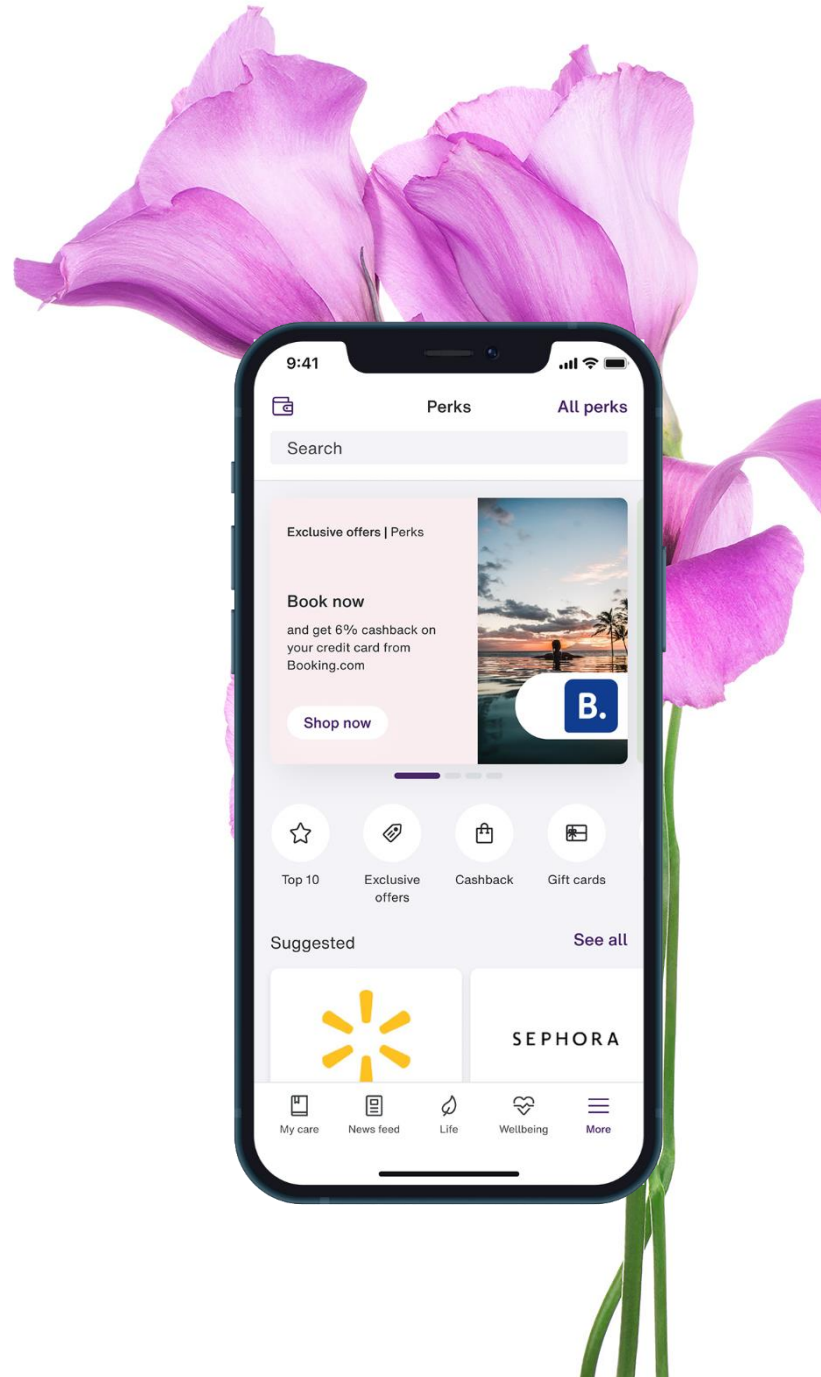 9:41
Perks
All perks
Search
Exclusive offers | Perks
Book now
and get 6% cashback on
your credit card from
Booking.com
Shop now
B.
Top 10
Exclusive
offers
Cashback
Gift cards
Suggested
See all
SEPHORA
My care
News feed
Life
Wellbeing
More